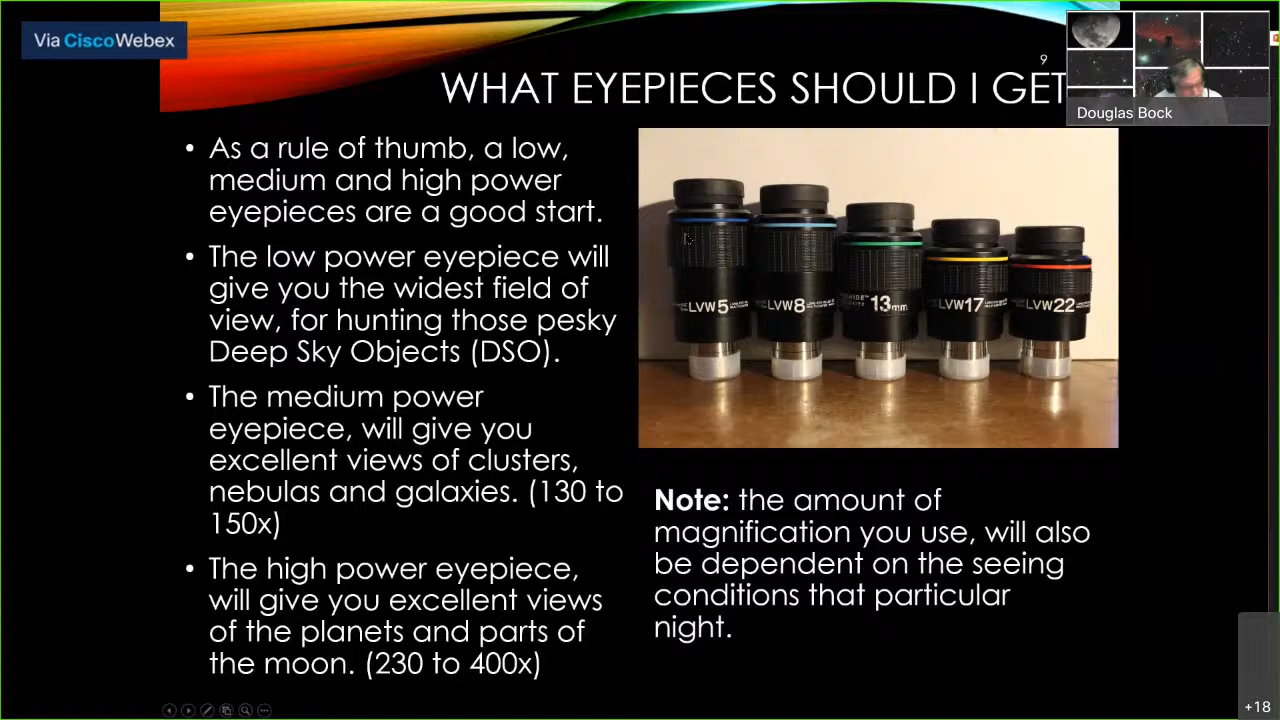 Via Cisco Webex
9
WHAT EYEPIECES SHOULD I GET
Douglas Bock
• As a rule of thumb, a low,
medium and high power
eyepieces are a good start.
• The low power eyepiece will
give you the widest field of
view, for hunting those pesky
Deep Sky Objects (DSO).
• The medium power
eyepiece, will give you
excellent views of clusters,
nebulas and galaxies. (130 to
150x)
• The high power eyepiece,
will give you excellent views
of the planets and parts of
the moon. (230 to 400x)
LVW5
LVW8
13mm
LVW17
LVW22
Note: the amount of
magnification you use, will also
be dependent on the seeing
conditions that particular
night.
+18